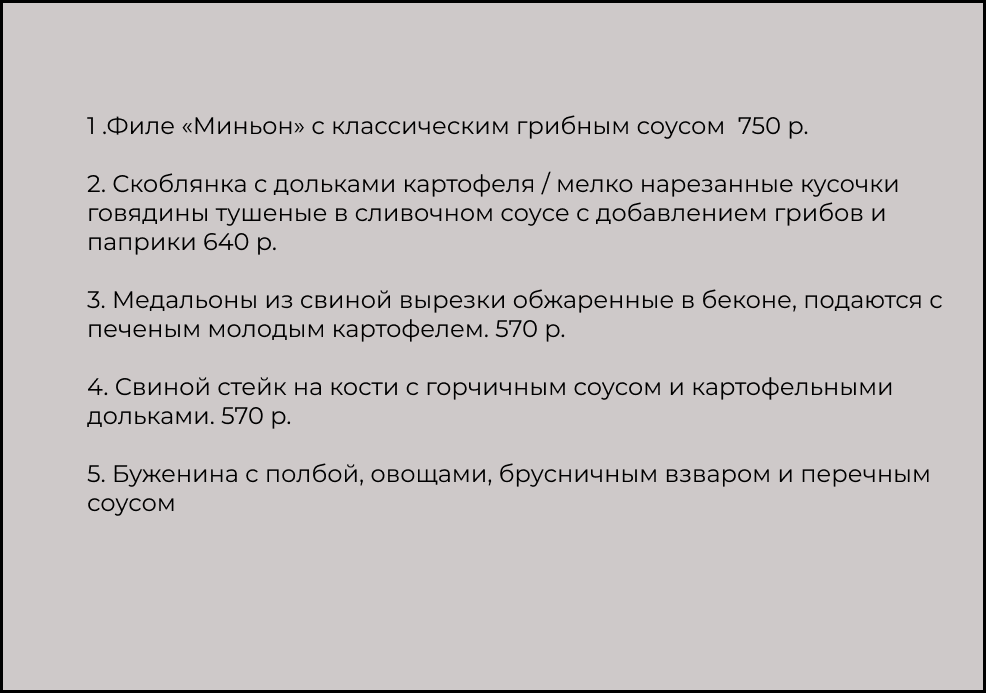 1 .Филе «Миньон» с классическим грибным соусом  750 р.
2. Скоблянка с дольками картофеля / мелко нарезанные кусочки
говядины тушеные в сливочном соусе с добавлением грибов и
паприки 640 р.
3. Медальоны из свиной вырезки обжаренные в беконе, подаются с
печеным молодым картофелем. 570 р.
4. Свиной стейк на кости с горчичным соусом и картофельными
дольками. 570 р.
5. Буженина с полбой, овощами, брусничным взваром и перечным
соусом